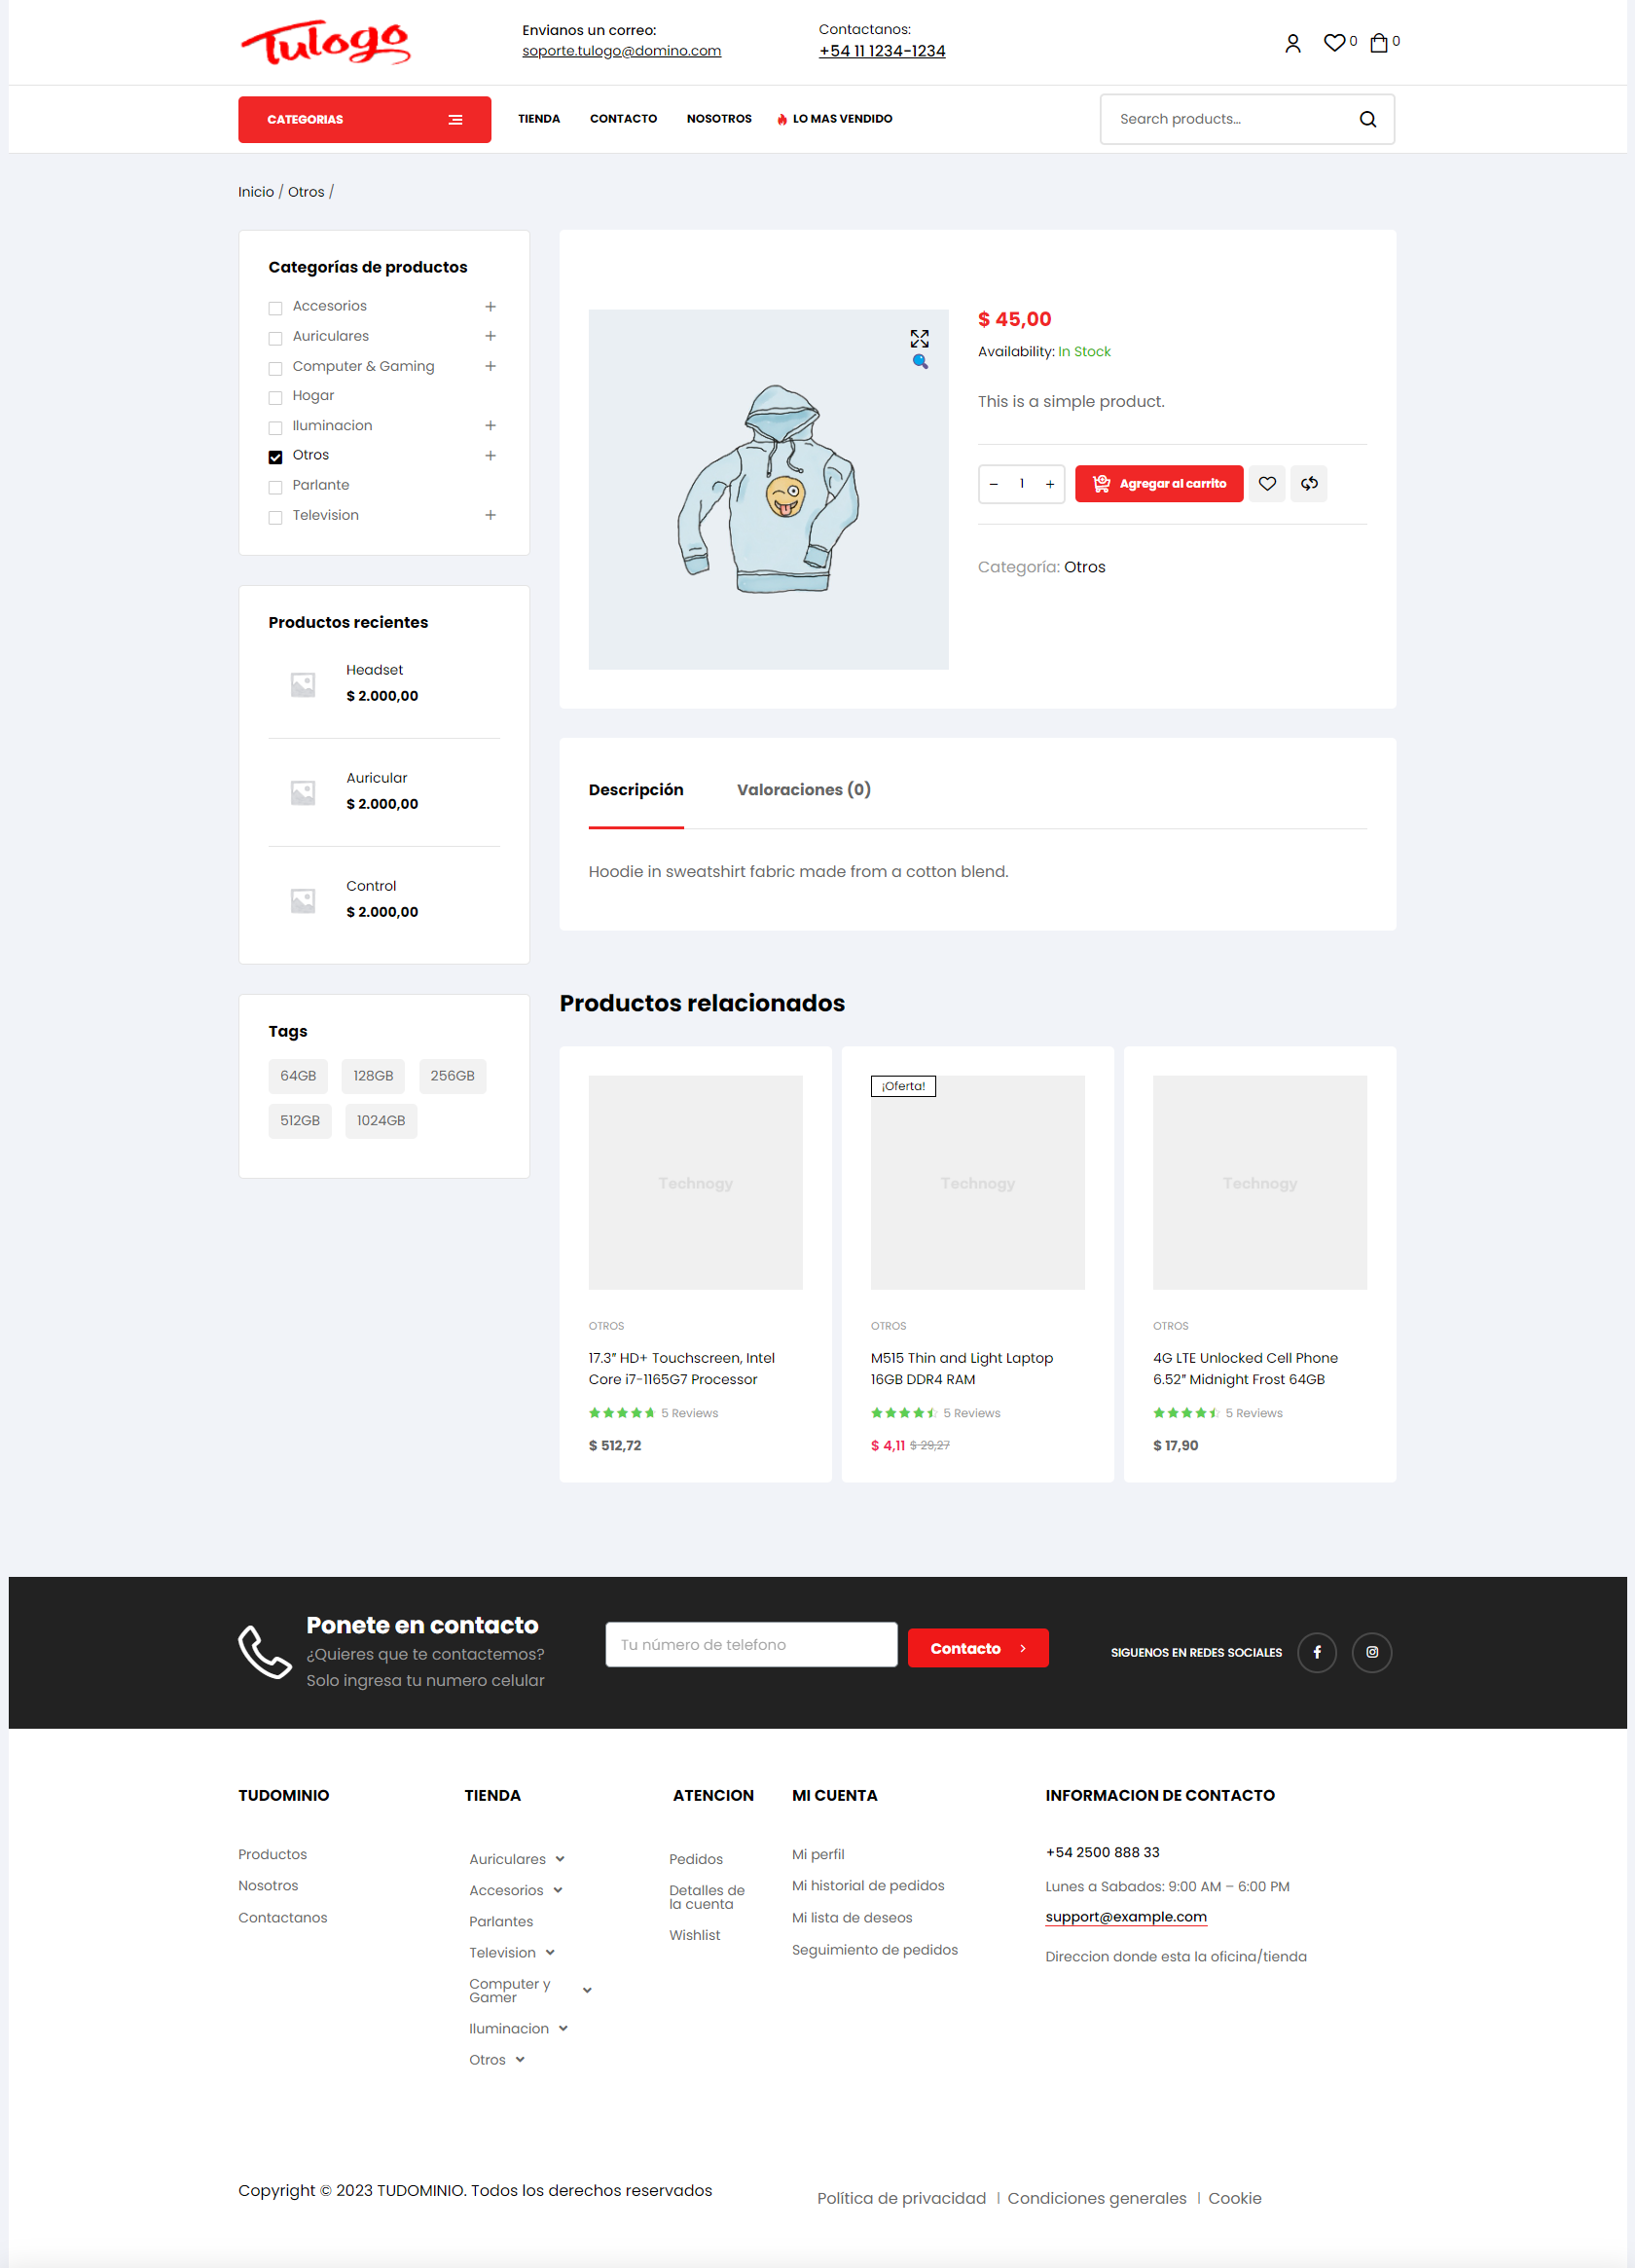 Tulogo
Envianos un correo:
soporte.tulogo@domino.com
Contactanos:
+54 11 1234-1234
0
0
CATEGORIAS
TIENDA
CONTACTO
NOSOTROS
LO MAS VENDIDO
Search products...
Inicio / Otros /
Categorías de productos
Accesorios
Auriculares
Computer & Gaming
Hogar
Iluminacion
Otros
Parlante
Television
Productos recientes
Headset
$ 2.000,00
Auricular
$ 2.000,00
Control
$ 2.000,00
Tags
64GB
128GB
256GB
512GB
1024GB
$ 45,00
Availability: In Stock
This is a simple product.
− 1 +
Agregar al carrito
Categoría: Otros
Descripción
Valoraciones (0)
Hoodie in sweatshirt fabric made from a cotton blend.
Productos relacionados
Technogy
OTROS
17.3″ HD+ Touchscreen, Intel
Core i7-1165G7 Processor
5 Reviews
$ 512,72
¡Oferta!
Technogy
OTROS
M515 Thin and Light Laptop
16GB DDR4 RAM
5 Reviews
$ 4,11 $ 29,27
Technogy
OTROS
4G LTE Unlocked Cell Phone
6.52″ Midnight Frost 64GB
5 Reviews
$ 17,90
Ponete en contacto
¿Quieres que te contactemos?
Solo ingresa tu numero celular
Tu número de telefono
Contacto
SIGUENOS EN REDES SOCIALES
TUDOMINIO
Productos
Nosotros
Contactanos
TIENDA
Auriculares
Accesorios
Parlantes
Television
Computer y
Gamer
Iluminacion
Otros
ATENCION
Pedidos
Detalles de
la cuenta
Wishlist
MI CUENTA
Mi perfil
Mi historial de pedidos
Mi lista de deseos
Seguimiento de pedidos
INFORMACION DE CONTACTO
+54 2500 888 33
Lunes a Sabados: 9:00 AM – 6:00 PM
support@example.com
Direccion donde esta la oficina/tienda
Copyright © 2023 TUDOMINIO. Todos los derechos reservados
Política de privacidad | Condiciones generales | Cookie